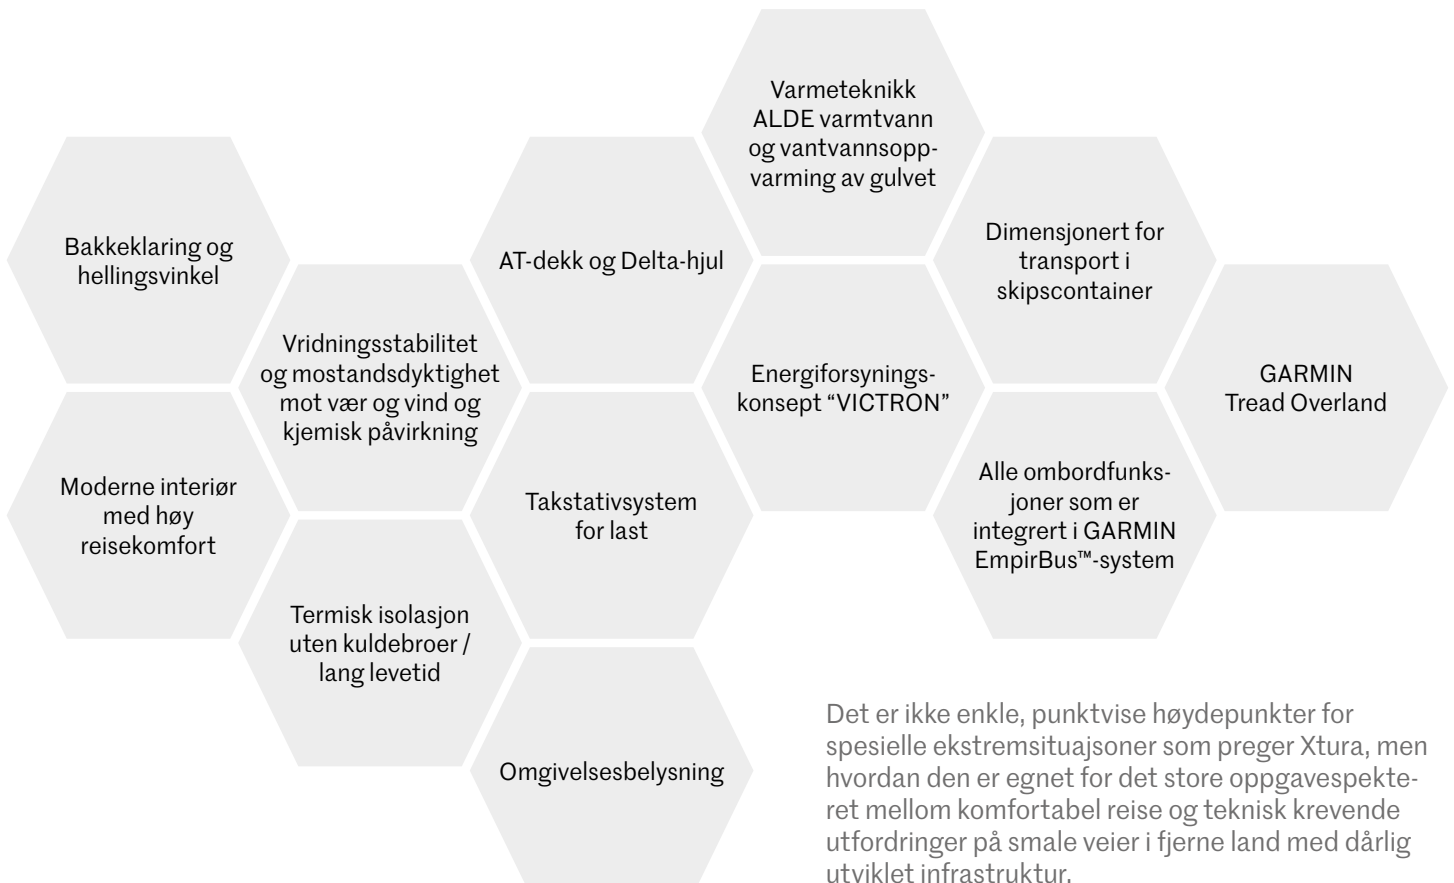 Varmeteknikk
ALDE varmtvann
og vantvannsopp-
varming av gulvet
Bakkeklaring og
hellingsvinkel
AT-dekk og Delta-hjul
Dimensjonert for
transport i
skipscontainer
Vridningsstabilitet
og mostandsdyktighet
mot vær og vind og
kjemisk påvirkning
Energiforsynings-
konsept “VICTRON”
GARMIN
Tread Overland
Moderne interiør
med høy
reisekomfort
Takstativsystem
for last
Alle ombordfunks-
joner som er
integrert i GARMIN
EmpirBus™-system
Termisk isolasjon
uten kuldebroer /
lang levetid
Omgivelsesbelysning
Det er ikke enkle, punktvise høydepunkter for
spesielle ekstremsituajsoner som preger Xtura, men
hvordan den er egnet for det store oppgavespekte-
ret mellom komfortabel reise og teknisk krevende
utfordringer på smale veier i fjerne land med dårlig
utviklet infrastruktur.